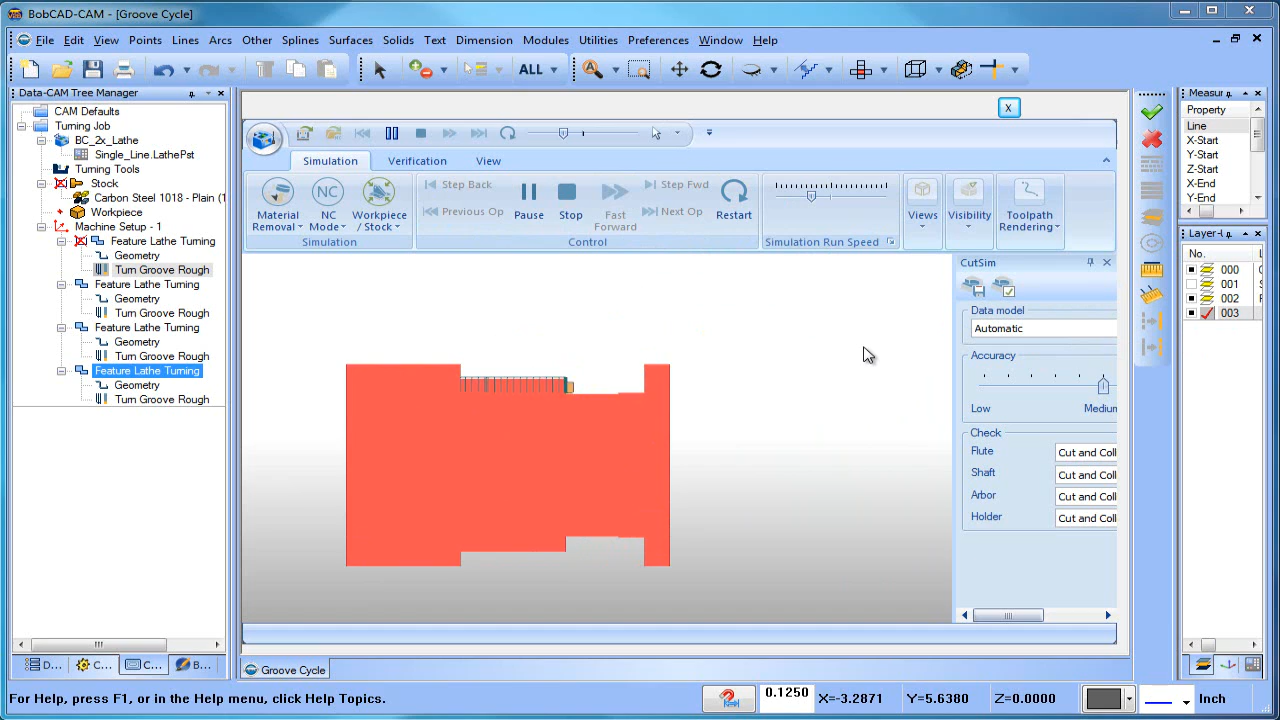 BobCAD-CAM - [Groove Cycle]
File Edit View Points Lines Arcs Other Splines Surfaces Solids Text Dimension Modules Utilities Preferences Window Help
ALL
Data-CAM Tree Manager
CAM Defaults
Turning Job
BC_2x_Lathe
Single_Line.LathePst
Turning Tools
Stock
Carbon Steel 1018 - Plain (1
Workpiece
Machine Setup - 1
Feature Lathe Turning
Geometry
Turn Groove Rough
Feature Lathe Turning
Geometry
Turn Groove Rough
Feature Lathe Turning
Geometry
Turn Groove Rough
Feature Lathe Turning
Geometry
Turn Groove Rough
D... C... C... B...
X
Simulation Verification View
Material Removal
NC Mode
Workpiece / Stock
Simulation
Step Back
Previous Op
Pause
Stop
Fast Forward
Step Fwd
Next Op
Restart
Control
Simulation Run Speed
Views
Visibility
Toolpath Rendering
CutSim
Data model
Automatic
Accuracy
Low Medium
Check
Flute Cut and Coll
Shaft Cut and Coll
Arbor Cut and Coll
Holder Cut and Coll
Groove Cycle
Measur
Property
Line
X-Start
Y-Start
Z-Start
X-End
Y-End
Layer-I
No.
000
001
002
003
For Help, press F1, or in the Help menu, click Help Topics.
0.1250 X=-3.2871 Y=5.6380 Z=0.0000 Inch